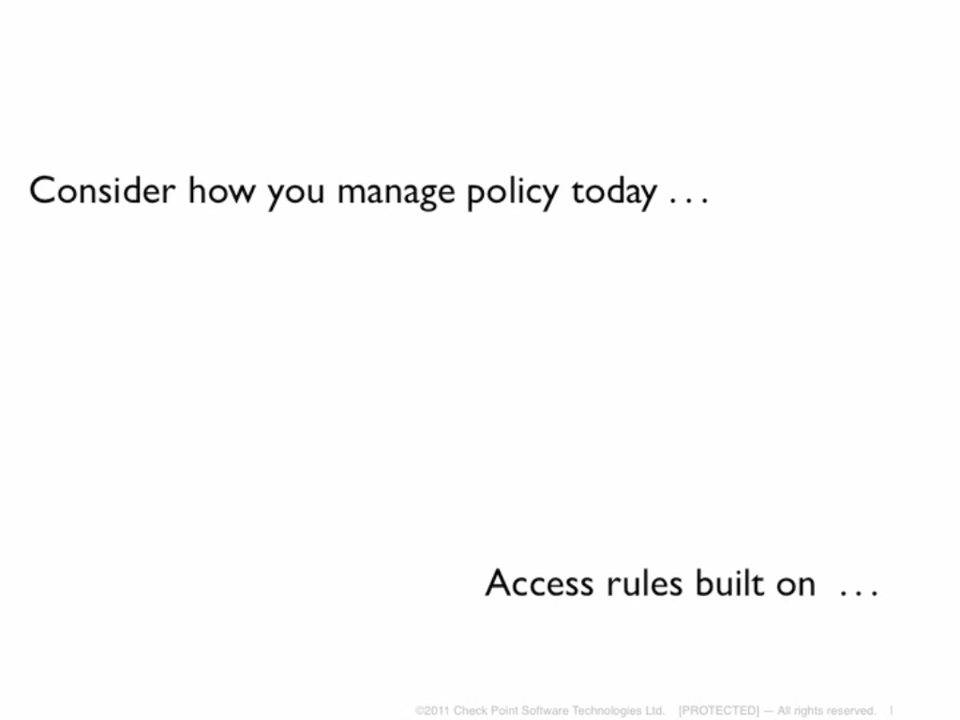 Consider how you manage policy today . . .
Access rules built on . . .
©2011 Check Point Software Technologies Ltd. [PROTECTED] — All rights reserved. |